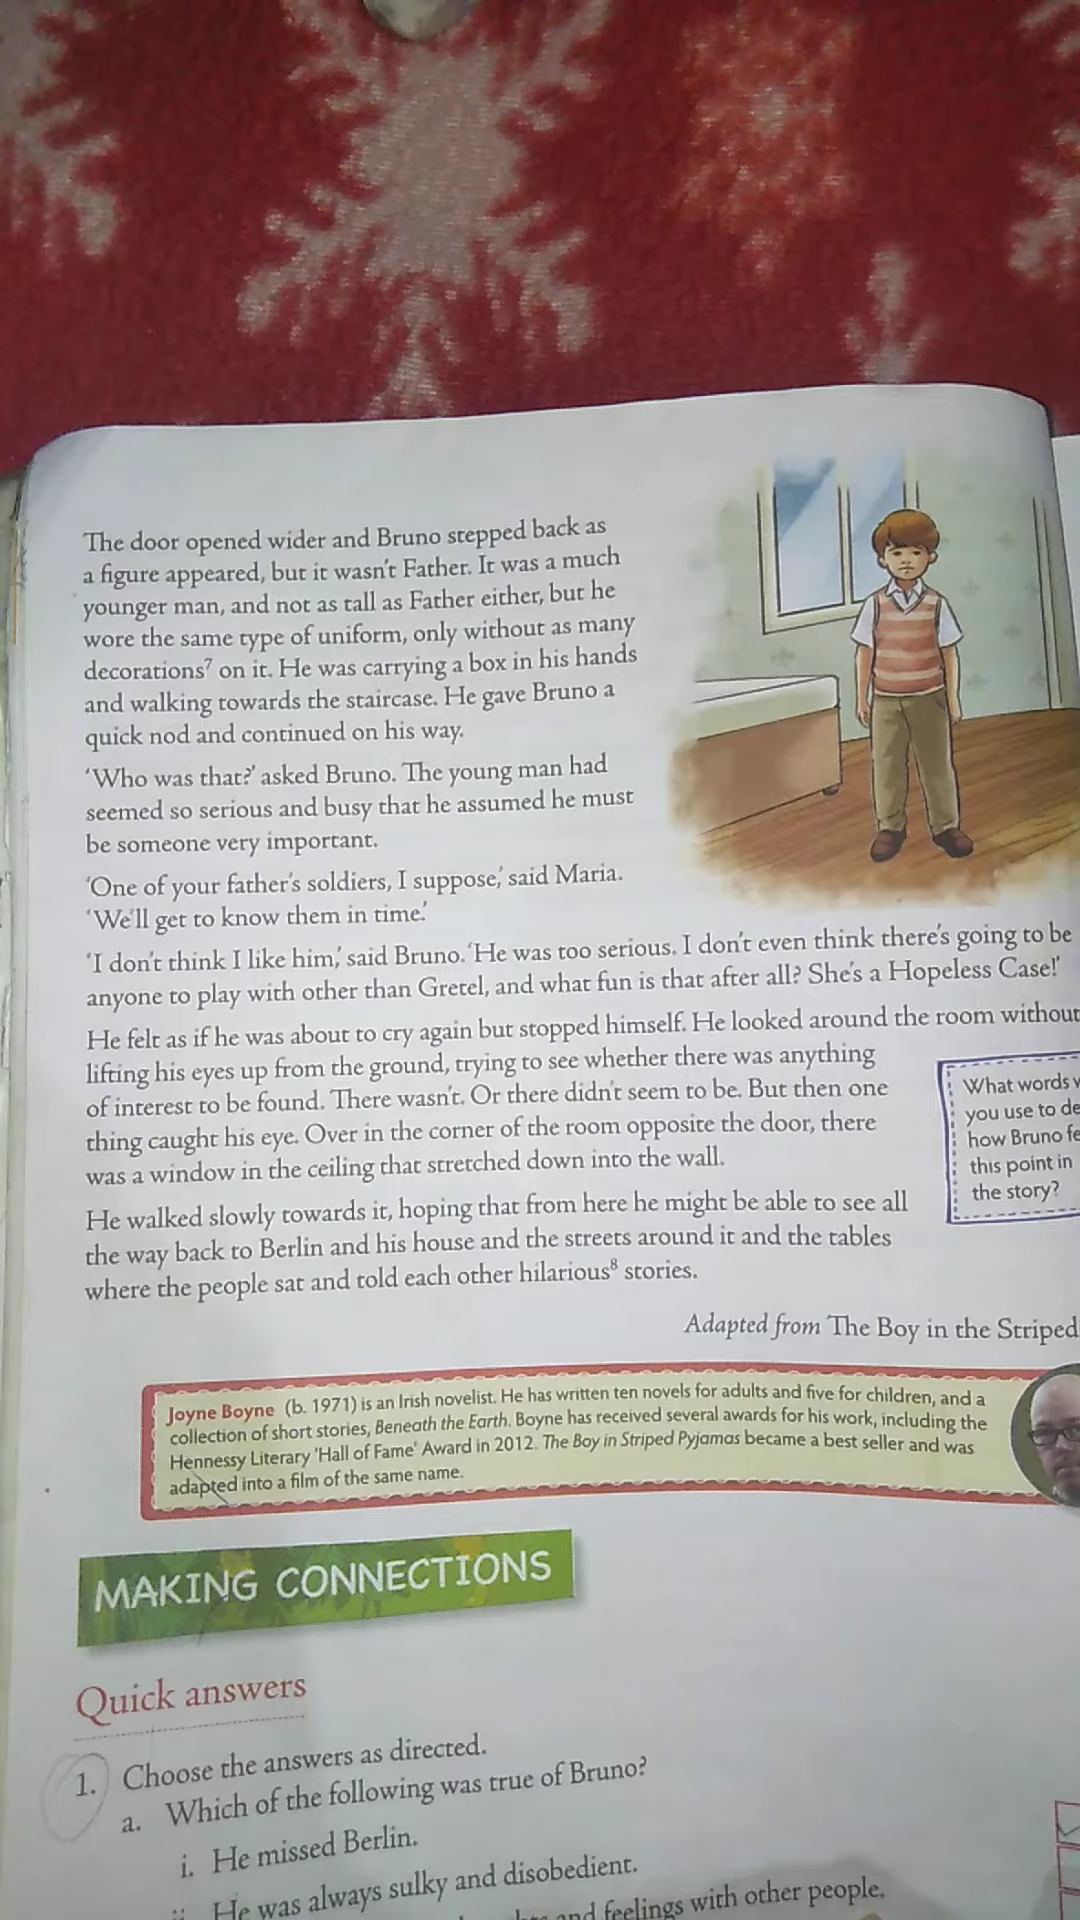 The door opened wider and Bruno stepped back as
a figure appeared, but it wasn't Father. It was a much
younger man, and not as tall as Father either, but he
wore the same type of uniform, only without as many
decorations⁷ on it. He was carrying a box in his hands
and walking towards the staircase. He gave Bruno a
quick nod and continued on his way.
'Who was that?' asked Bruno. The young man had
seemed so serious and busy that he assumed he must
be someone very important.
'One of your father's soldiers, I suppose,' said Maria.
'We'll get to know them in time.'
'I don't think I like him,' said Bruno. 'He was too serious. I don't even think there's going to be
anyone to play with other than Gretel, and what fun is that after all? She's a Hopeless Case!'
He felt as if he was about to cry again but stopped himself. He looked around the room without
lifting his eyes up from the ground, trying to see whether there was anything
of interest to be found. There wasn't. Or there didn't seem to be. But then one
thing caught his eye. Over in the corner of the room opposite the door, there
was a window in the ceiling that stretched down into the wall.
He walked slowly towards it, hoping that from here he might be able to see all
the way back to Berlin and his house and the streets around it and the tables
where the people sat and told each other hilarious⁸ stories.
What words
you use to
how Bruno
this point in
the story?
Adapted from The Boy in the Striped
Joyne Boyne (b. 1971) is an Irish novelist. He has written ten novels for adults and five for children, and a
collection of short stories, Beneath the Earth. Boyne has received several awards for his work, including the
Hennessy Literary 'Hall of Fame' Award in 2012. The Boy in Striped Pyjamas became a best seller and was
adapted into a film of the same name.
MAKING CONNECTIONS
Quick answers
1. Choose the answers as directed.
a. Which of the following was true of Bruno?
i. He missed Berlin.
He was always sulky and disobedient.
and feelings with other people.